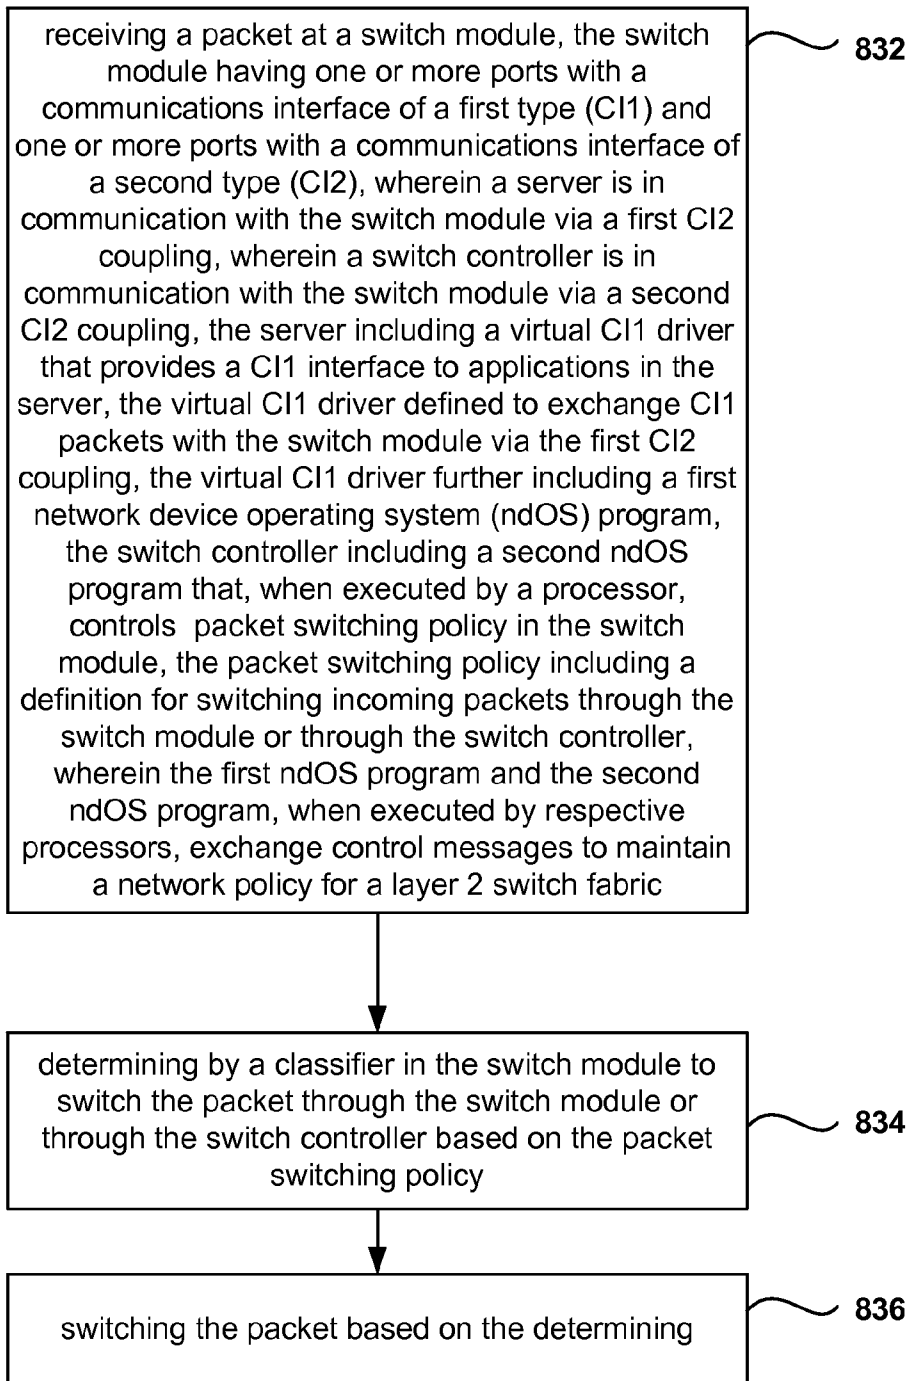 receiving a packet at a switch module, the switch
module having one or more ports with a
communications interface of a first type (CI1) and
one or more ports with a communications interface of
a second type (CI2), wherein a server is in
communication with the switch module via a first CI2
coupling, wherein a switch controller is in
communication with the switch module via a second
CI2 coupling, the server including a virtual CI1 driver
that provides a CI1 interface to applications in the
server, the virtual CI1 driver defined to exchange CI1
packets with the switch module via the first CI2
coupling, the virtual CI1 driver further including a first
network device operating system (ndOS) program,
the switch controller including a second ndOS
program that, when executed by a processor,
controls packet switching policy in the switch
module, the packet switching policy including a
definition for switching incoming packets through the
switch module or through the switch controller,
wherein the first ndOS program and the second
ndOS program, when executed by respective
processors, exchange control messages to maintain
a network policy for a layer 2 switch fabric
832
determining by a classifier in the switch module to
switch the packet through the switch module or
through the switch controller based on the packet
switching policy
834
switching the packet based on the determining
836